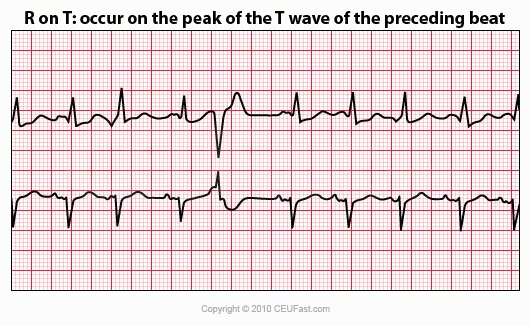 R on T: occur on the peak of the T wave of the preceding beat
Copyright © 2010 CEUFast.com